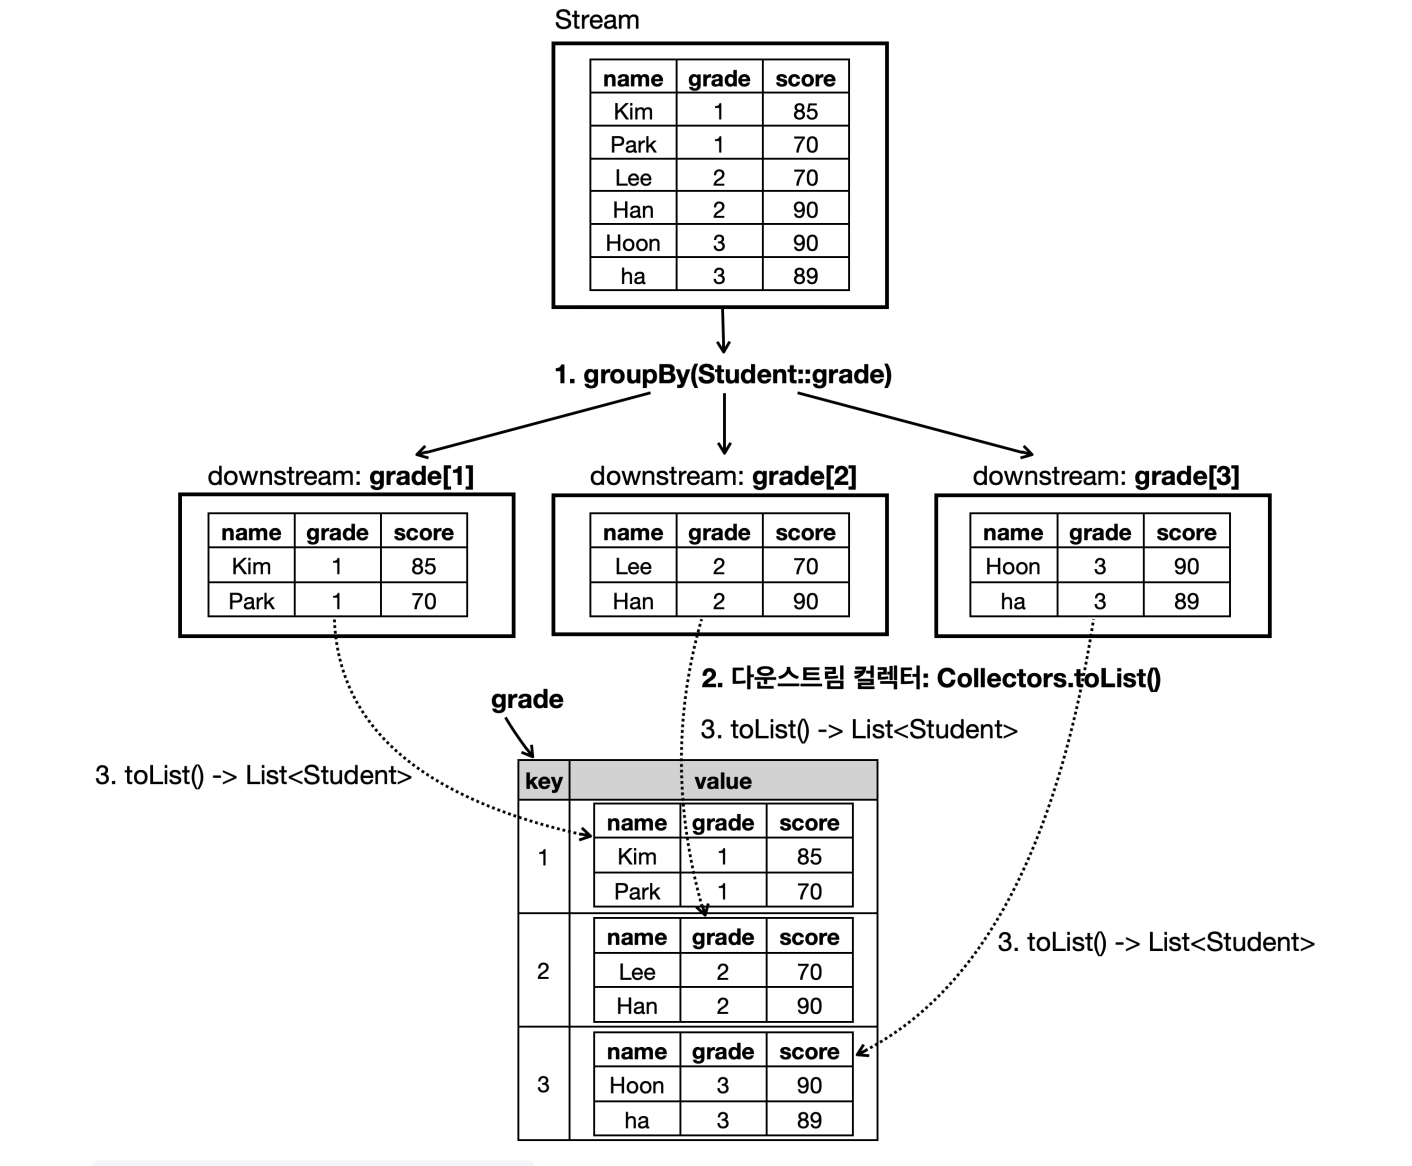 Stream
name grade score
Kim 1 85
Park 1 70
Lee 2 70
Han 2 90
Hoon 3 90
ha 3 89
1. groupBy(Student::grade)
downstream: grade[1]
name grade score
Kim 1 85
Park 1 70
downstream: grade[2]
name grade score
Lee 2 70
Han 2 90
downstream: grade[3]
name grade score
Hoon 3 90
ha 3 89
2. 다운스트림 컬렉터: Collectors.toList()
3. toList() -> List<Student>
grade
3. toList() -> List<Student>
key value
1
name grade score
Kim 1 85
Park 1 70
2
name grade score
Lee 2 70
Han 2 90
3. toList() -> List<Student>
3
name grade score
Hoon 3 90
ha 3 89